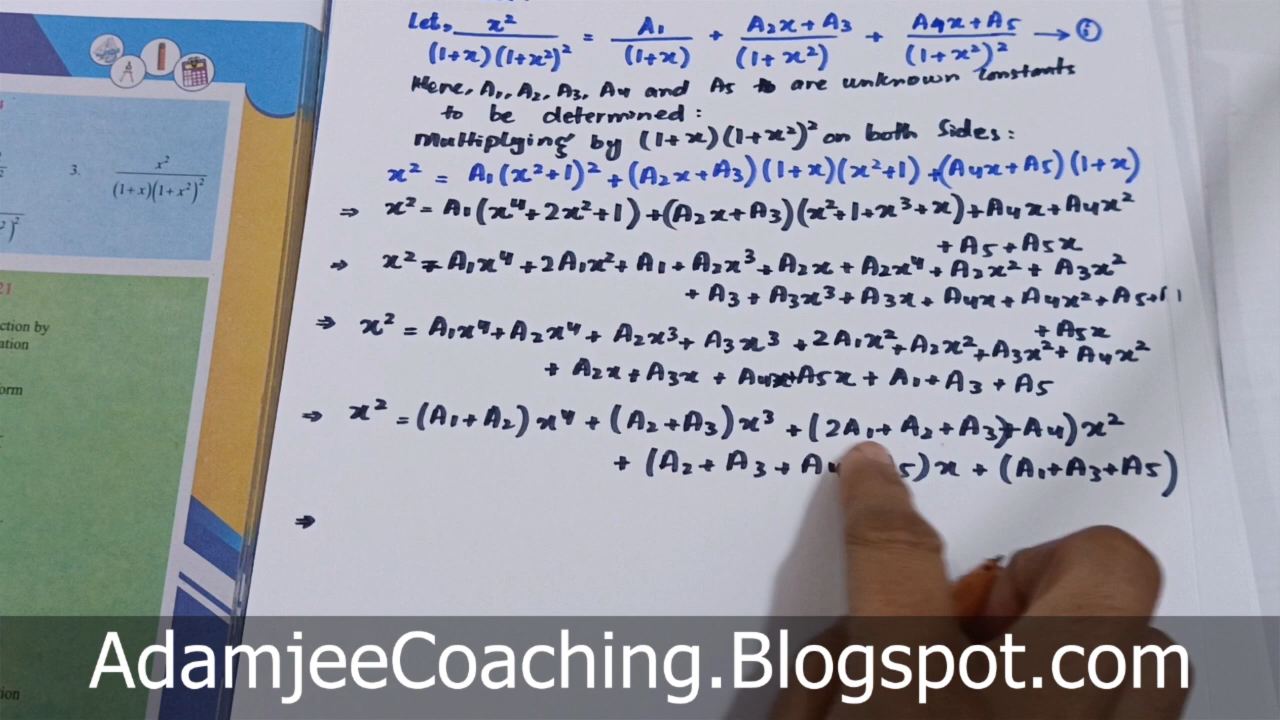 Let, x²/(1+x)(1+x²)² = A₁/(1+x) + A₂x+A₃/(1+x²) + A₄x+A₅/(1+x²)² → (i)
Here, A₁, A₂, A₃, A₄ and A₅ are unknown constants
to be determined:
Multiplying by (1+x)(1+x²)² on both sides:
x² = A₁(x²+1)² + (A₂x+A₃)(1+x)(x²+1) + (A₄x+A₅)(1+x)
⇒ x² = A₁(x⁴+2x²+1) + (A₂x+A₃)(x²+1+x³+x) + A₄x + A₄x²
+ A₅ + A₅x
⇒ x² = A₁x⁴ + 2A₁x² + A₁ + A₂x³ + A₂x + A₂x⁴ + A₂x² + A₃x²
+ A₃ + A₃x³ + A₃x + A₄x + A₄x² + A₅ +
+ A₅x
⇒ x² = A₁x⁴ + A₂x⁴ + A₂x³ + A₃x³ + 2A₁x² + A₂x² + A₃x² + A₄x²
+ A₂x + A₃x + A₄x + A₅x + A₁ + A₃ + A₅
⇒ x² = (A₁+A₂)x⁴ + (A₂+A₃)x³ + (2A₁+A₂+A₃+A₄)x²
+ (A₂+A₃+A 5)x + (A₁+A₃+A₅)
⇒
3. x²/(1+x)(1+x²)²
21
ction by
ation
orm
tion
AdamjeeCoaching.Blogspot.com